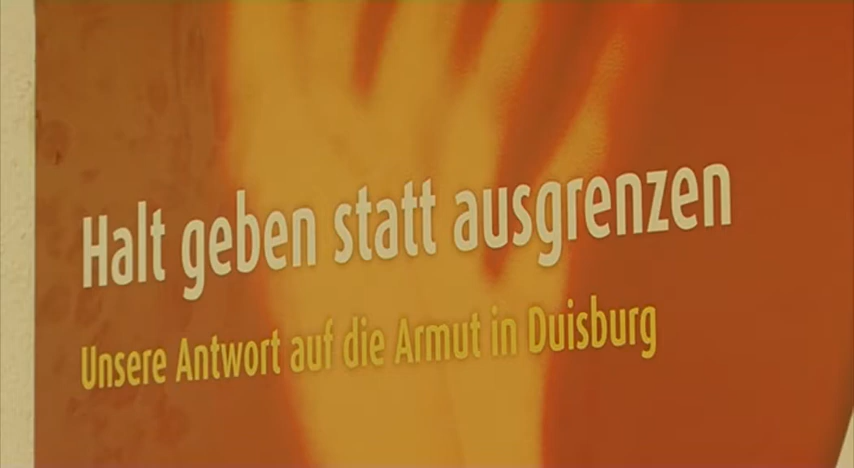 Halt geben statt ausgrenzen
Unsere Antwort auf die Armut in Duisburg